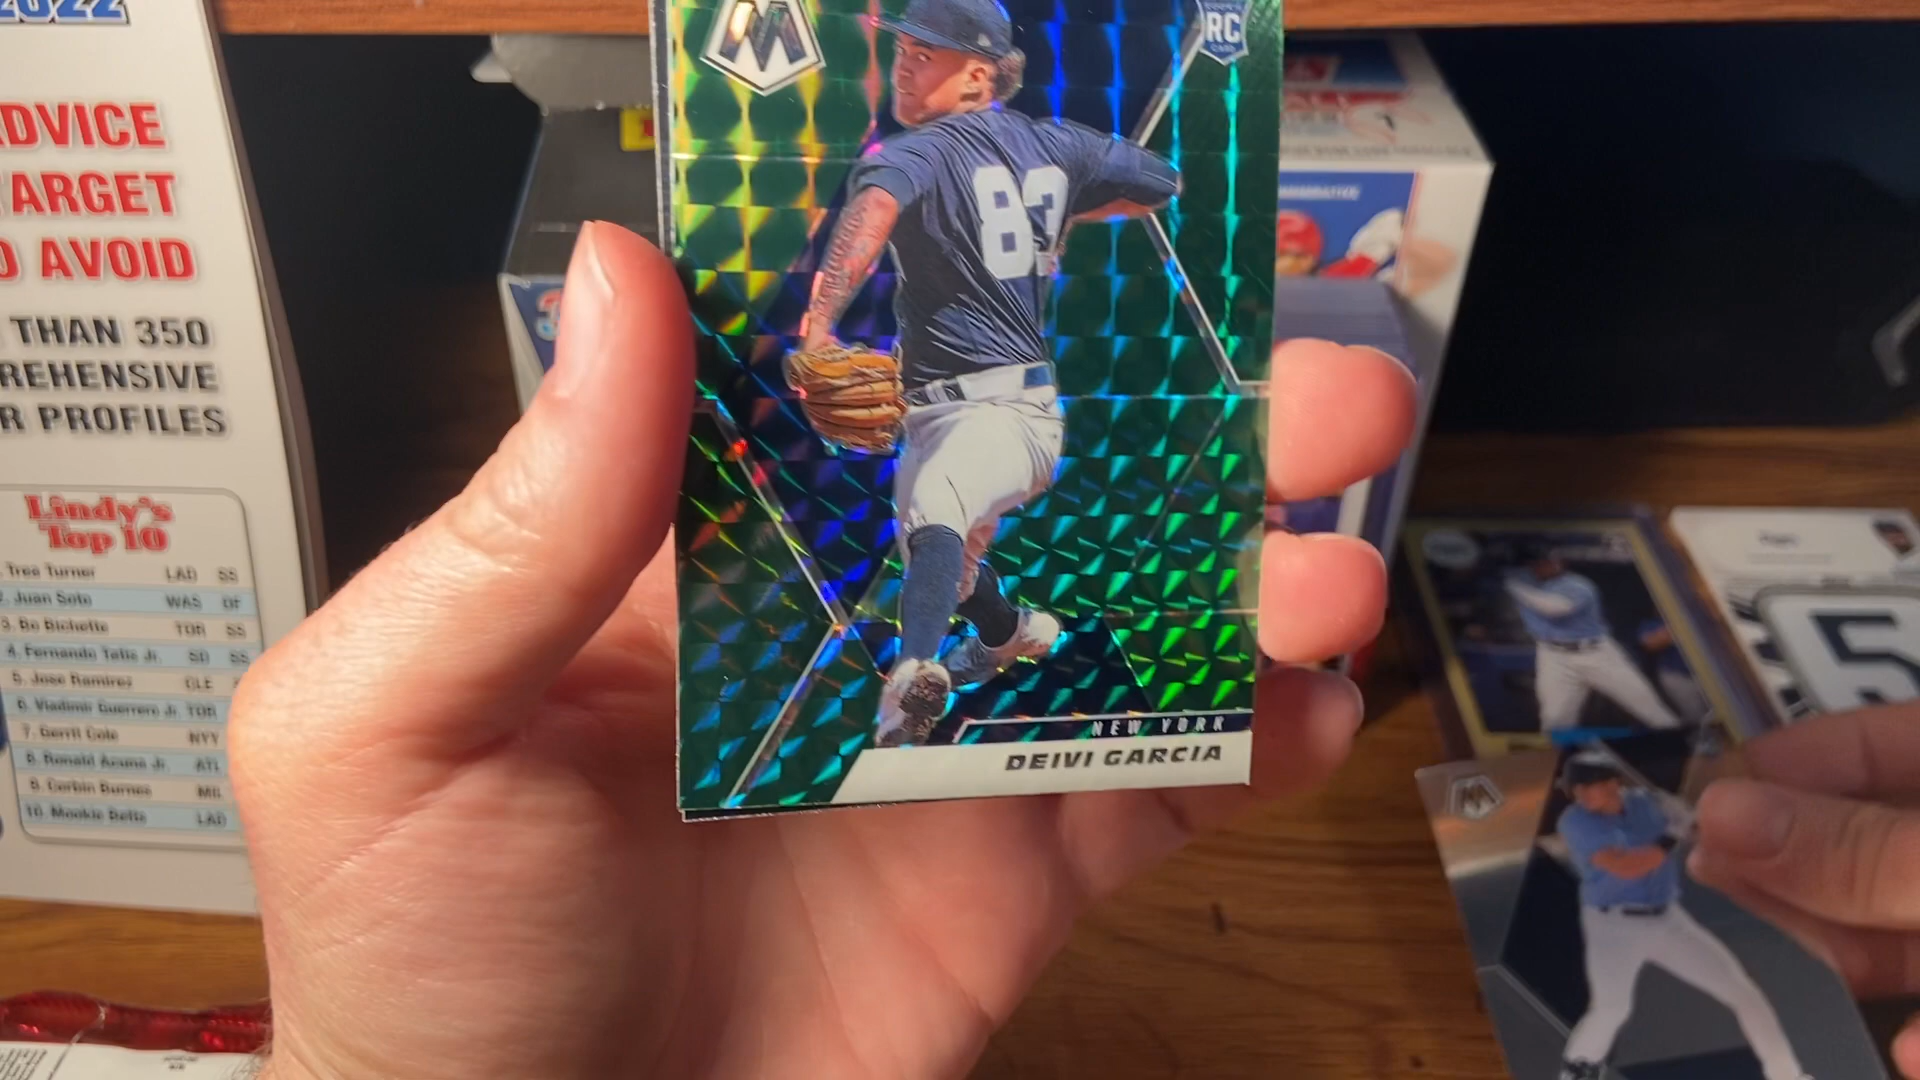 2022
ADVICE
TARGET
O AVOID
THAN 350
REHENSIVE
R PROFILES
Lindy's
Top 10
Trea Turner LAD SS
2. Juan Soto WAS OF
3. Bo Bichette TOR SS
4. Fernando Tatis Jr. SD SS
5. Jose Ramirez CLE
6. Vladimir Guerrero Jr. TOR
7. Gerrit Cole NYY
8. Ronald Acuna Jr. ATL
9. Corbin Burnes MIL
10. Mookie Betts LAD
M
RC
CARD
83
NEW YORK
DEIVI GARCIA
5
M